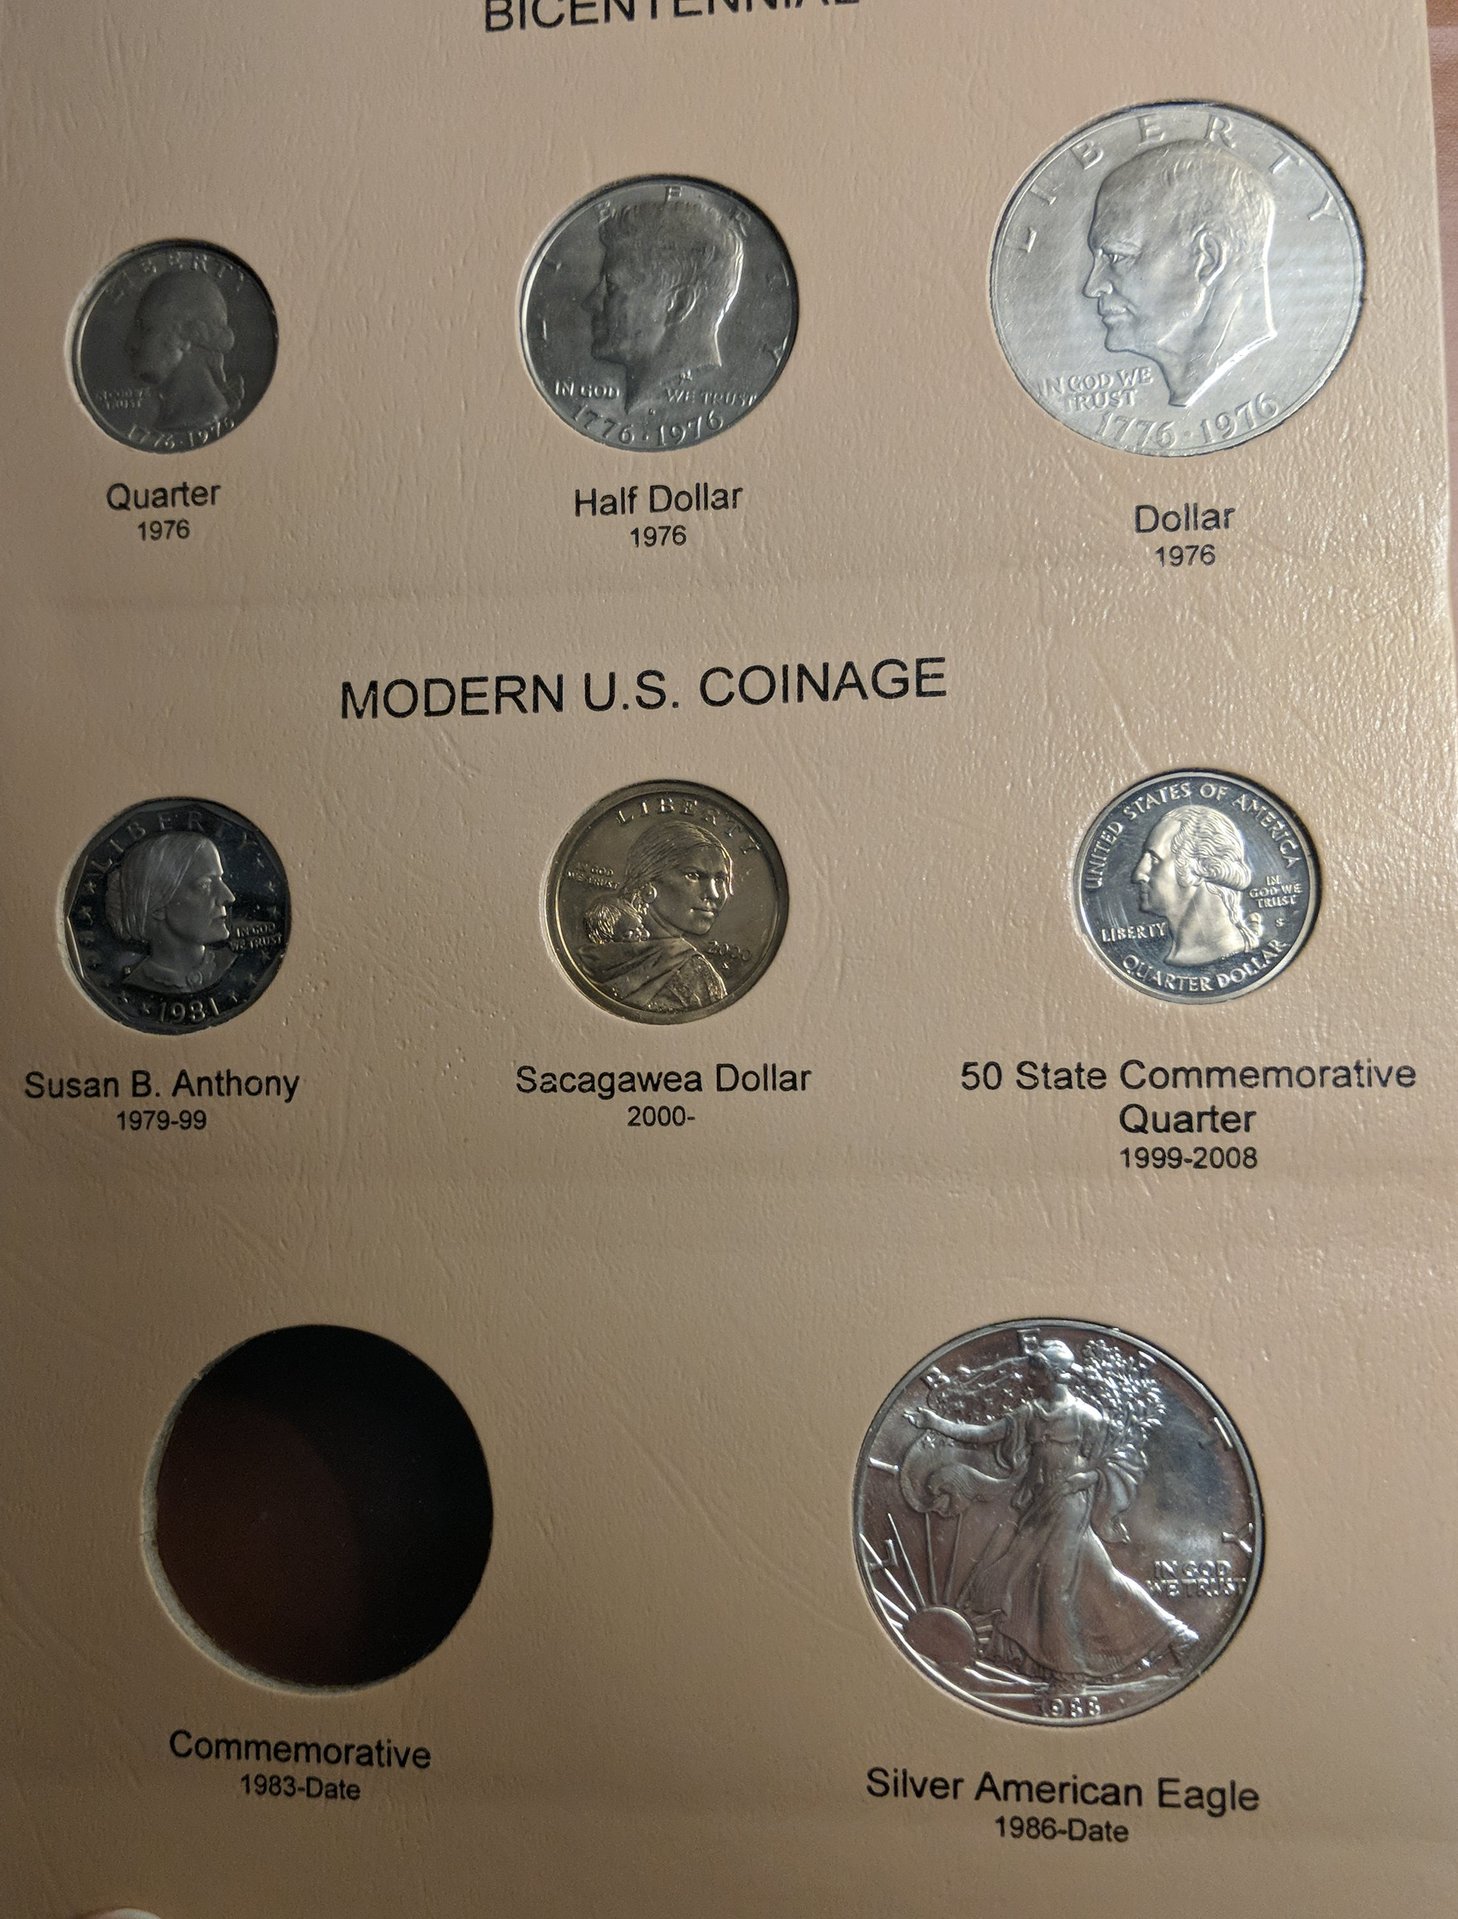 BICENTENNIAL
LIBERTY
IN GOD WE
TRUST
1776-1976
Quarter
1976
L I B E R T Y
IN GOD WE TRUST
1776·1976
Half Dollar
1976
LIBERTY
IN GOD WE
TRUST
1776-1976
Dollar
1976
MODERN U.S. COINAGE
LIBERTY
IN GOD
WE TRUST
1981
Susan B. Anthony
1979-99
LIBERTY
IN GOD
WE TRUST
2000
Sacagawea Dollar
2000-
UNITED STATES OF AMERICA
IN
GOD WE
TRUST
S
LIBERTY
QUARTER DOLLAR
50 State Commemorative
Quarter
1999-2008
Commemorative
1983-Date
LIBERTY
IN GOD
WE TRUST
1988
Silver American Eagle
1986-Date